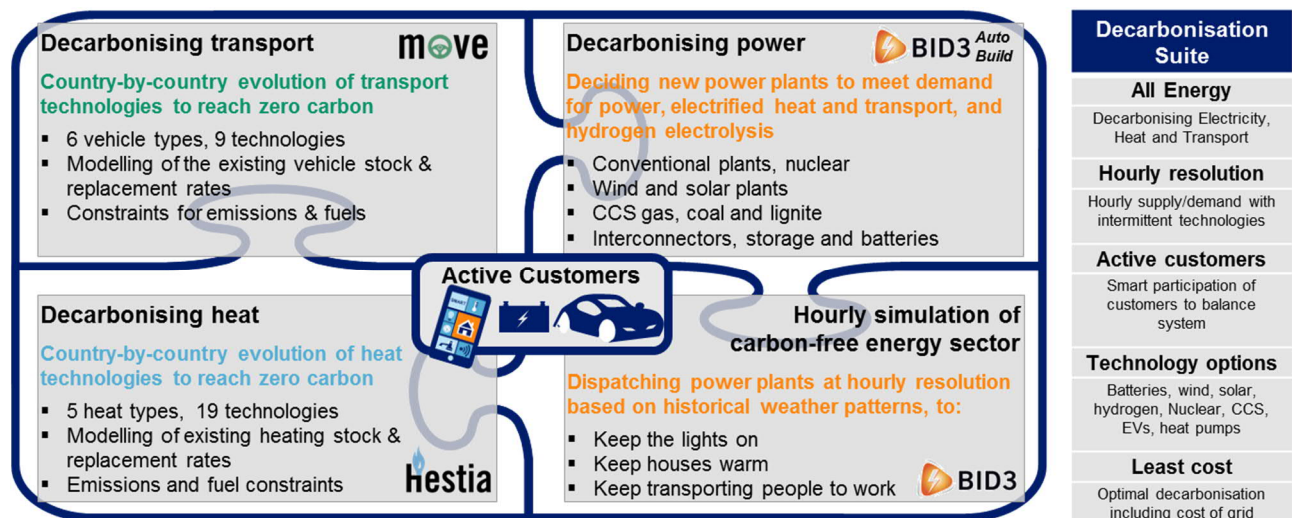 Decarbonising transport
move
Country-by-country evolution of transport
technologies to reach zero carbon
▪ 6 vehicle types, 9 technologies
▪ Modelling of the existing vehicle stock &
replacement rates
▪ Constraints for emissions & fuels
Decarbonising power
BID3 Auto
Build
Deciding new power plants to meet demand
for power, electrified heat and transport, and
hydrogen electrolysis
▪ Conventional plants, nuclear
▪ Wind and solar plants
▪ CCS gas, coal and lignite
▪ Interconnectors, storage and batteries
Active Customers
SMART
Decarbonising heat
Country-by-country evolution of heat
technologies to reach zero carbon
▪ 5 heat types, 19 technologies
▪ Modelling of existing heating stock &
replacement rates
▪ Emissions and fuel constraints
hestia
Hourly simulation of
carbon-free energy sector
Dispatching power plants at hourly resolution
based on historical weather patterns, to:
▪ Keep the lights on
▪ Keep houses warm
▪ Keep transporting people to work
BID3
Decarbonisation
Suite
All Energy
Decarbonising Electricity,
Heat and Transport
Hourly resolution
Hourly supply/demand with
intermittent technologies
Active customers
Smart participation of
customers to balance
system
Technology options
Batteries, wind, solar,
hydrogen, Nuclear, CCS,
EVs, heat pumps
Least cost
Optimal decarbonisation
including cost of grid